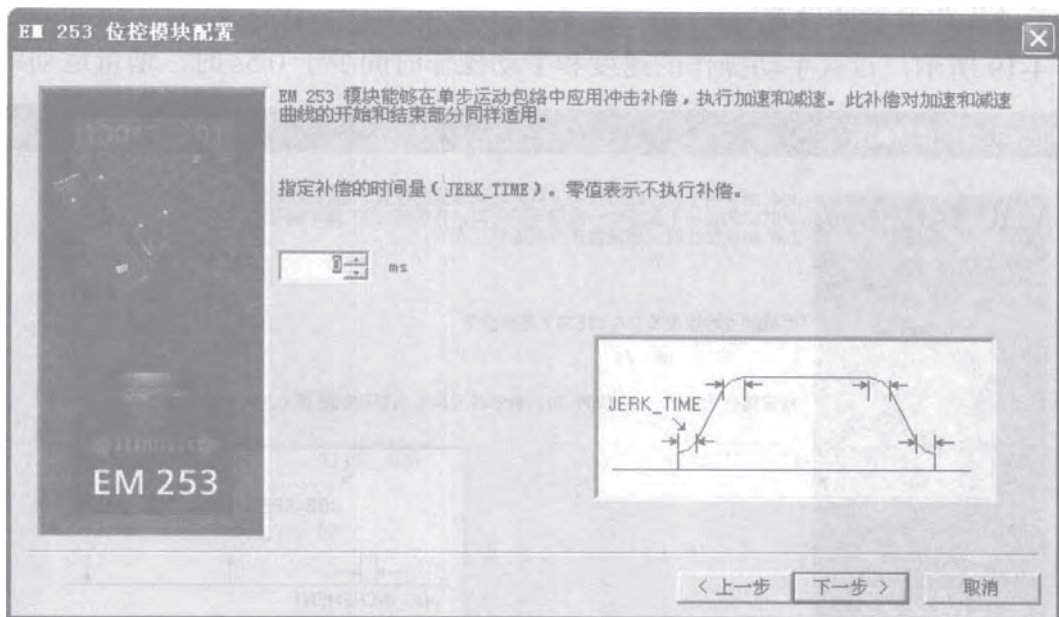 EM 253 位控模块配置
EM 253 模块能够在单步运动包络中应用冲击补偿，执行加速和减速。此补偿对加速和减速
曲线的开始和结束部分同样适用。
指定补偿的时间量（JERK_TIME）。零值表示不执行补偿。
0 ms
JERK_TIME
EM 253
< 上一步
下一步 >
取消